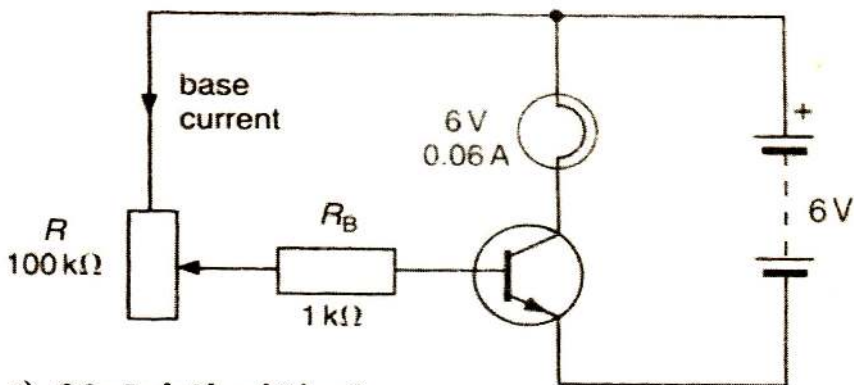 base
current
6 V
0.06 A
+
6 V
R
100 kΩ
R_B
1 kΩ